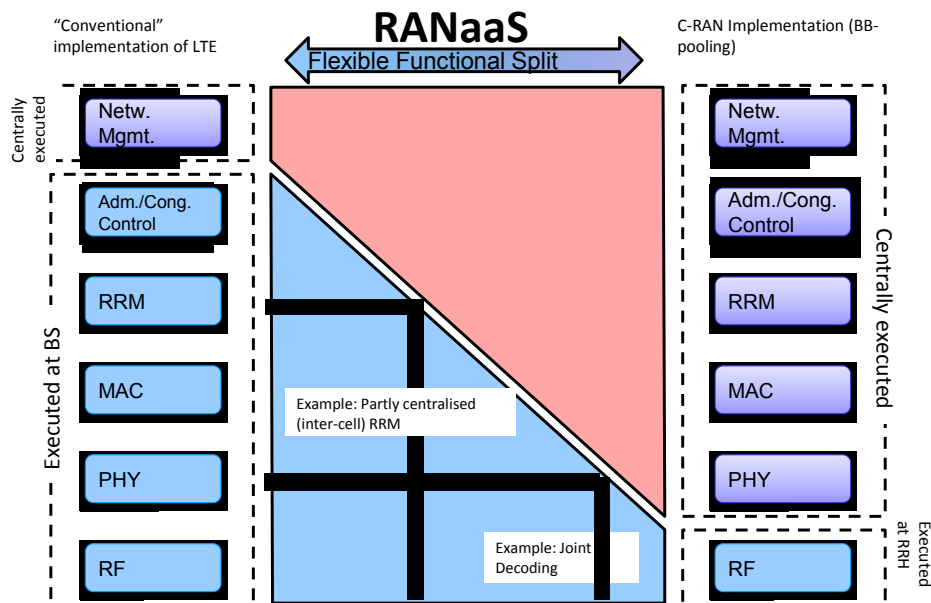 “Conventional”
implementation of LTE
RANaaS
Flexible Functional Split
C-RAN Implementation (BB-
pooling)
Centrally
executed
Netw.
Mgmt.
Executed at BS
Adm./Cong.
Control
RRM
MAC
PHY
RF
Example: Partly centralised
(inter-cell) RRM
Example: Joint
Decoding
Netw.
Mgmt.
Adm./Cong.
Control
RRM
MAC
PHY
RF
Centrally executed
Executed
at RRH